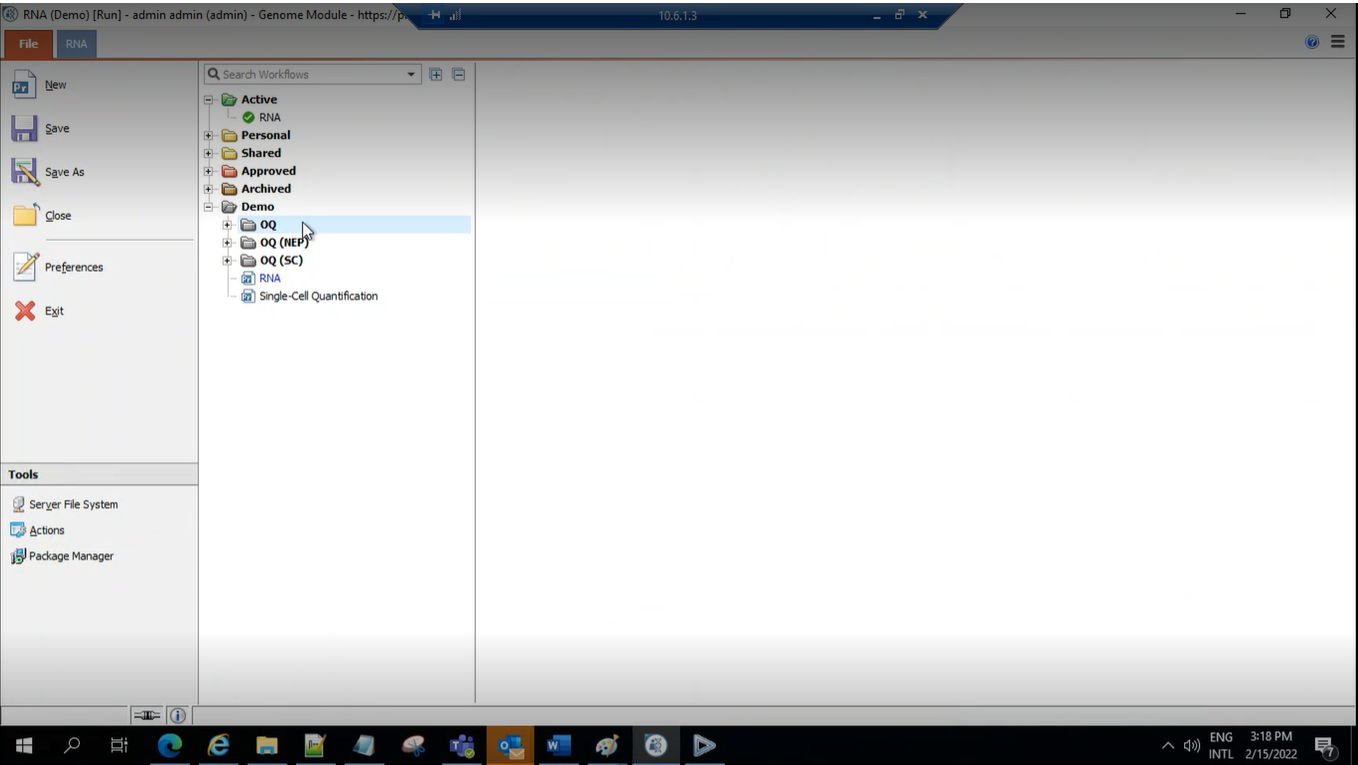 RNA (Demo) [Run] - admin admin (admin) - Genome Module - https://p
10.6.1.3
File
RNA
New
Save
Save As
Close
Preferences
Exit
Search Workflows
Active
RNA
Personal
Shared
Approved
Archived
Demo
OQ
OQ (NEP)
OQ (SC)
RNA
Single-Cell Quantification
Tools
Server File System
Actions
Package Manager
ENG
INTL
3:18 PM
2/15/2022
7